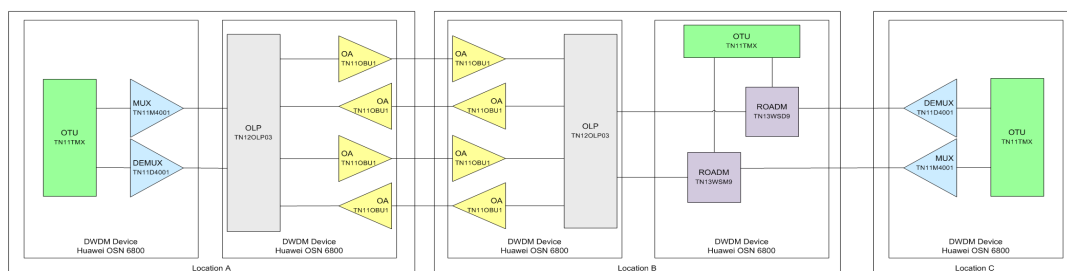 OTU
TN11TMX
MUX
TN11M4001
DEMUX
TN11D4001
DWDM Device
Huawei OSN 6800
OLP
TN12OLP03
OA
TN11OBU1
OA
TN11OBU1
OA
TN11OBU1
OA
TN11OBU1
DWDM Device
Huawei OSN 6800
Location A
OA
TN11OBU1
OA
TN11OBU1
OA
TN11OBU1
OA
TN11OBU1
OLP
TN12OLP03
DWDM Device
Huawei OSN 6800
OTU
TN11TMX
ROADM
TN13WSD9
ROADM
TN13WSM9
DWDM Device
Huawei OSN 6800
Location B
DEMUX
TN11D4001
MUX
TN11M4001
OTU
TN11TMX
DWDM Device
Huawei OSN 6800
Location C